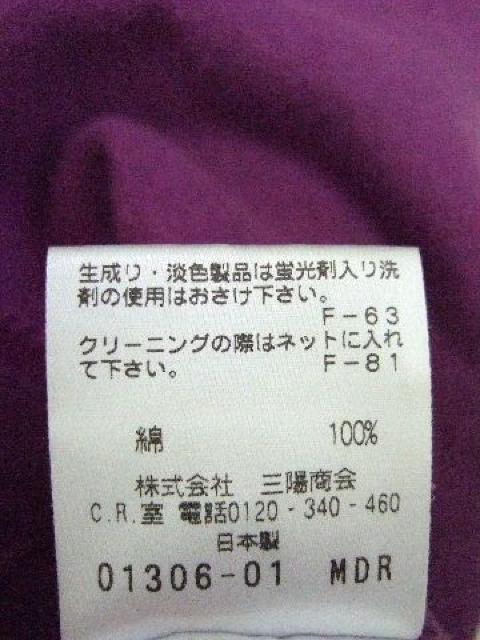 生成り・淡色製品は蛍光剤入り洗
剤の使用はおさけ下さい。
F-63
クリーニングの際はネットに入れ
て下さい。 F-81
綿 100%
株式会社 三陽商会
C.R.室 電話0120-340-460
日本製
01306-01 MDR